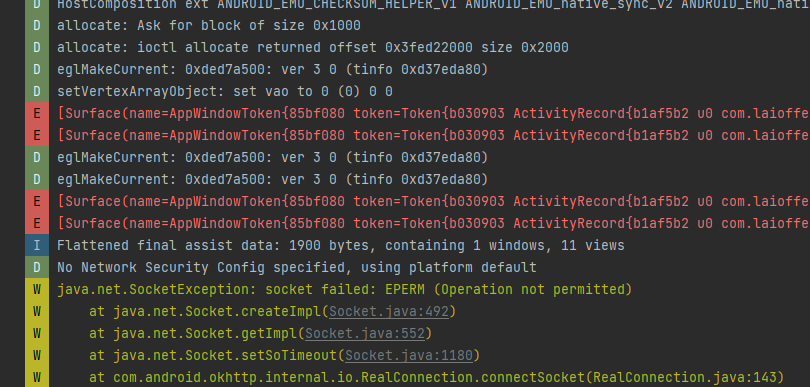 D HostComposition ext ANDROID_EMU_CHECKSUM_HELPER_v1 ANDROID_EMU_native_sync_v2 ANDROID_EMU_nati
D allocate: Ask for block of size 0x1000
D allocate: ioctl allocate returned offset 0x3fed22000 size 0x2000
D eglMakeCurrent: 0xded7a500: ver 3 0 (tinfo 0xd37eda80)
D setVertexArrayObject: set vao to 0 (0) 0 0
E [Surface(name=AppWindowToken{85bf080 token=Token{b030903 ActivityRecord{b1af5b2 u0 com.laioffe
E [Surface(name=AppWindowToken{85bf080 token=Token{b030903 ActivityRecord{b1af5b2 u0 com.laioffe
D eglMakeCurrent: 0xded7a500: ver 3 0 (tinfo 0xd37eda80)
D eglMakeCurrent: 0xded7a500: ver 3 0 (tinfo 0xd37eda80)
E [Surface(name=AppWindowToken{85bf080 token=Token{b030903 ActivityRecord{b1af5b2 u0 com.laioffe
E [Surface(name=AppWindowToken{85bf080 token=Token{b030903 ActivityRecord{b1af5b2 u0 com.laioffe
I Flattened final assist data: 1900 bytes, containing 1 windows, 11 views
D No Network Security Config specified, using platform default
W java.net.SocketException: socket failed: EPERM (Operation not permitted)
W at java.net.Socket.createImpl(Socket.java:492)
W at java.net.Socket.getImpl(Socket.java:552)
W at java.net.Socket.setSoTimeout(Socket.java:1180)
W at com.android.okhttp.internal.io.RealConnection.connectSocket(RealConnection.java:143)